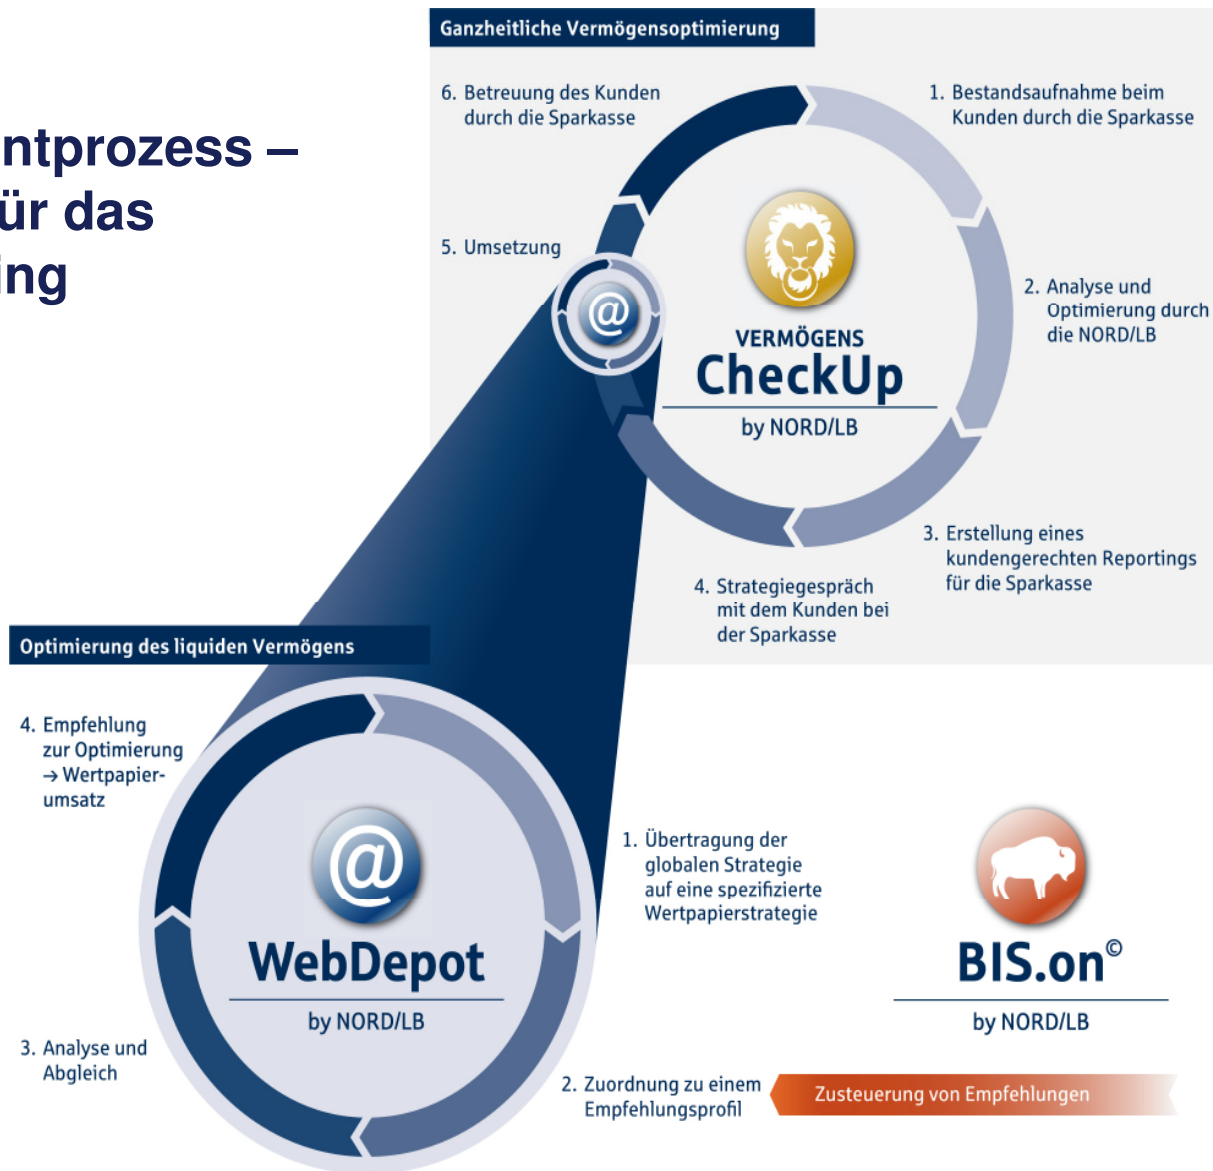 ntprozess –
ür das
ing
Ganzheitliche Vermögensoptimierung
6. Betreuung des Kunden
durch die Sparkasse
1. Bestandsaufnahme beim
Kunden durch die Sparkasse
5. Umsetzung
2. Analyse und
Optimierung durch
die NORD/LB
@
VERMÖGENS
CheckUp
by NORD/LB
3. Erstellung eines
kundengerechten Reportings
für die Sparkasse
4. Strategiegespräch
mit dem Kunden bei
der Sparkasse
Optimierung des liquiden Vermögens
4. Empfehlung
zur Optimierung
→ Wertpapier-
umsatz
@
WebDepot
by NORD/LB
1. Übertragung der
globalen Strategie
auf eine spezifizierte
Wertpapierstrategie
BIS.on©
by NORD/LB
3. Analyse und
Abgleich
2. Zuordnung zu einem
Empfehlungsprofil
Zusteuerung von Empfehlungen